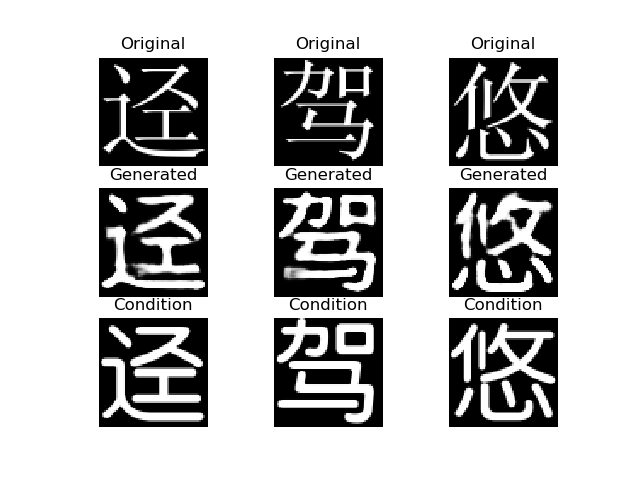 Original Original Original
迳 驾 悠
Generated Generated Generated
迳 驾 悠
Condition Condition Condition
迳 驾 悠